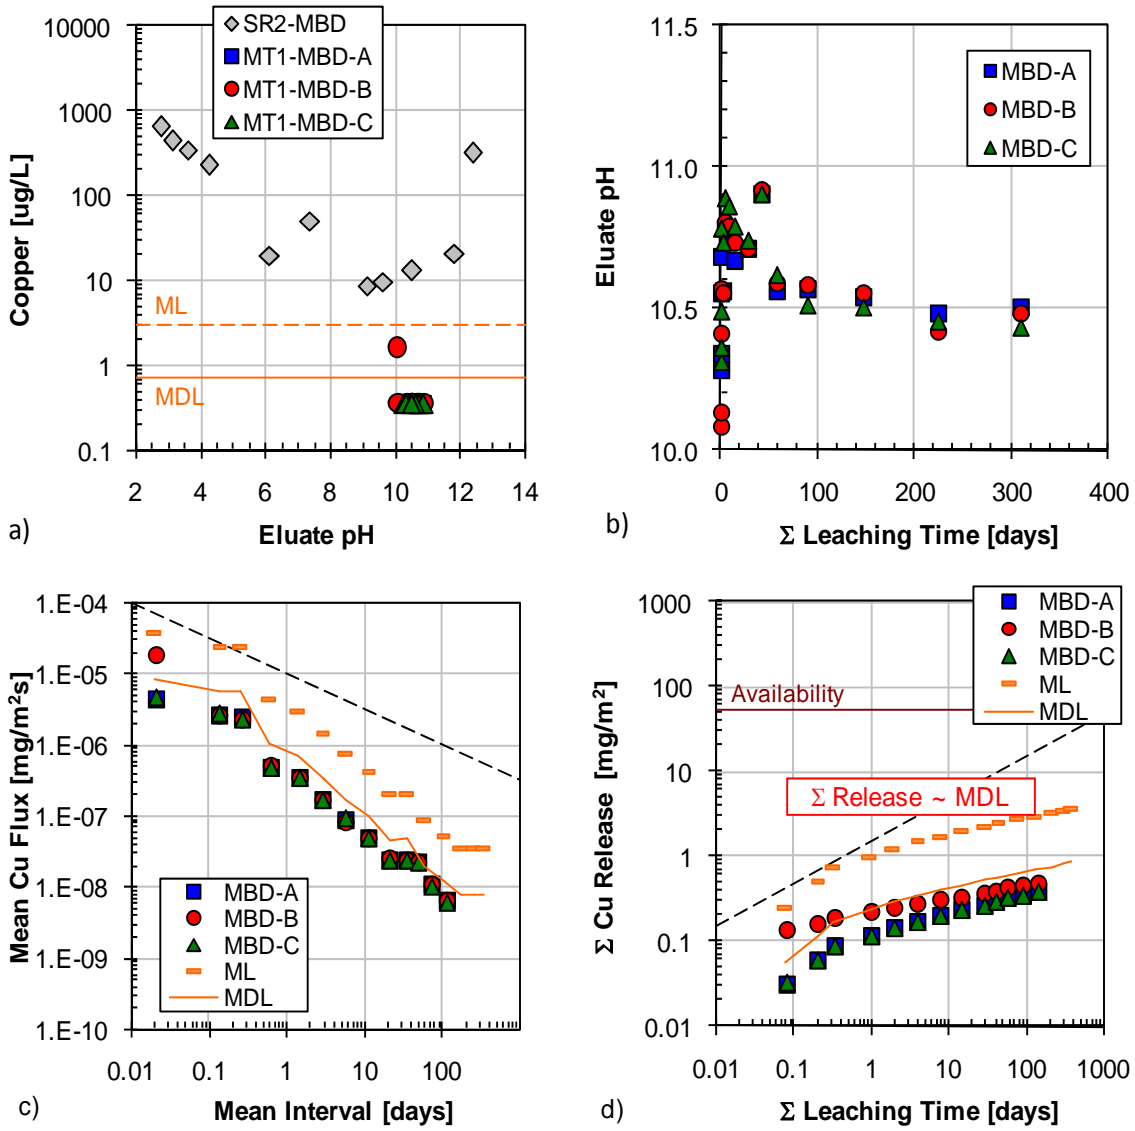 10000
1000
100
10
1
0.1
Copper [ug/L]
SR2-MBD
MT1-MBD-A
MT1-MBD-B
MT1-MBD-C
ML
MDL
2 4 6 8 10 12 14
Eluate pH
a)
11.5
11.0
10.5
10.0
Eluate pH
MBD-A
MBD-B
MBD-C
0 100 200 300 400
Σ Leaching Time [days]
b)
1.E-04
1.E-05
1.E-06
1.E-07
1.E-08
1.E-09
1.E-10
Mean Cu Flux [mg/m²s]
MBD-A
MBD-B
MBD-C
ML
MDL
0.01 0.1 1 10 100
Mean Interval [days]
c)
1000
100
10
1
0.1
0.01
Σ Cu Release [mg/m²]
MBD-A
MBD-B
MBD-C
ML
MDL
Availability
Σ Release ~ MDL
0.01 0.1 1 10 100 1000
Σ Leaching Time [days]
d)